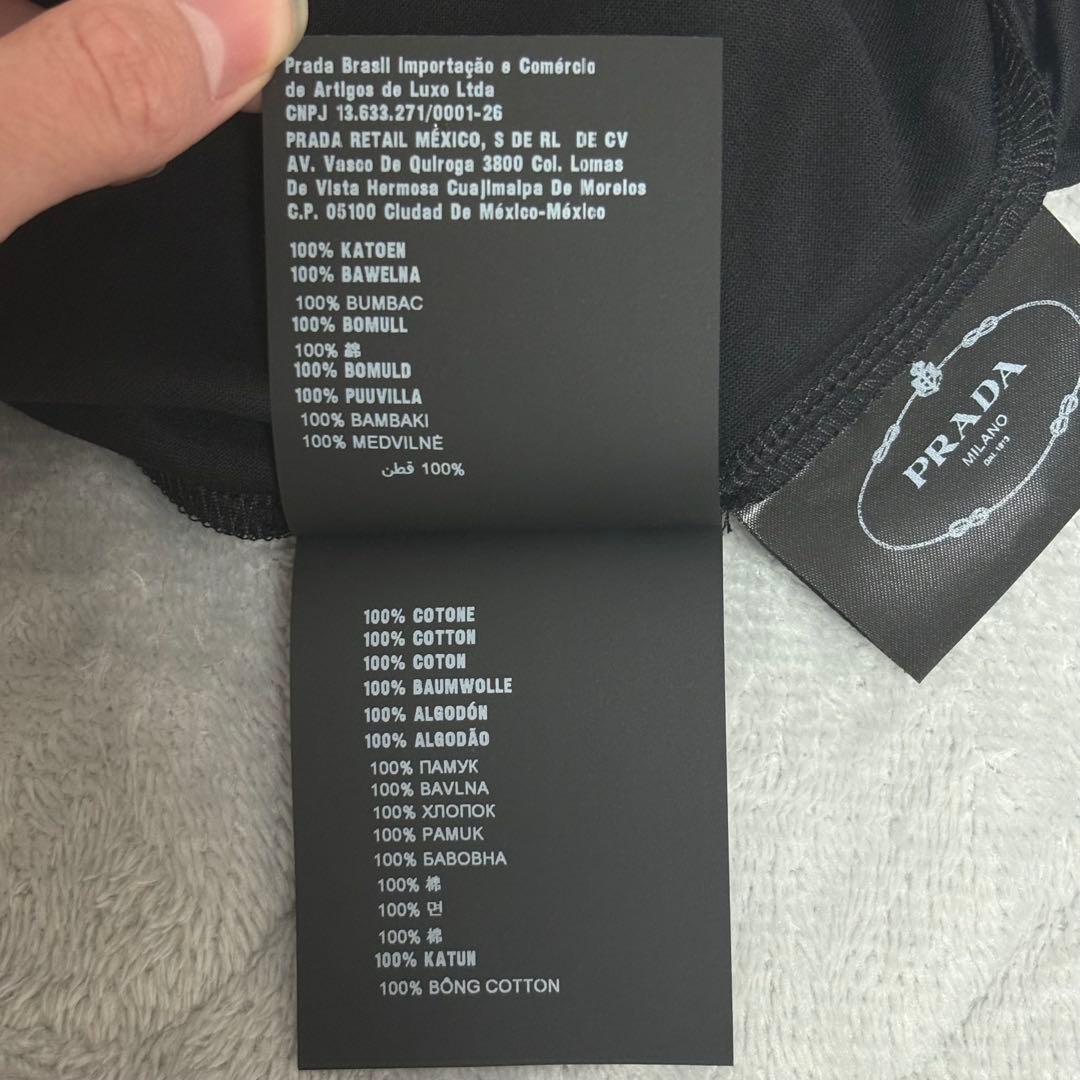 Prada Brasil Importação e Comércio
de Artigos de Luxo Ltda
CNPJ 13.633.271/0001-26
PRADA RETAIL MÉXICO, S DE RL DE CV
AV. Vasco De Quiroga 3800 Col. Lomas
De Vista Hermosa Cuajimalpa De Morelos
C.P. 05100 Ciudad De México-México
100% KATOEN
100% BAWEŁNA
100% BUMBAC
100% BOMULL
100% 綿
100% BOMULD
100% PUUVILLA
100% BAMBAKI
100% MEDVILNĖ
100% قطن
PRADA
MILANO
DAL 1913
100% COTONE
100% COTTON
100% COTON
100% BAUMWOLLE
100% ALGODÓN
100% ALGODÃO
100% ПАМУК
100% BAVLNA
100% ХЛОПОК
100% PAMUK
100% БАВОВНА
100% 棉
100% 면
100% 棉
100% KATUN
100% BÔNG COTTON